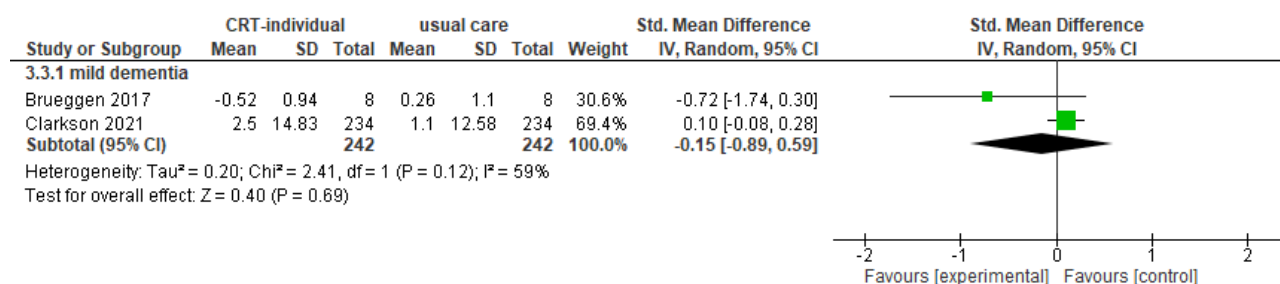 CRT-individual usual care Std. Mean Difference Std. Mean Difference
Study or Subgroup Mean SD Total Mean SD Total Weight IV, Random, 95% CI IV, Random, 95% CI
3.3.1 mild dementia
Brueggen 2017 -0.52 0.94 8 0.26 1.1 8 30.6% -0.72 [-1.74, 0.30]
Clarkson 2021 2.5 14.83 234 1.1 12.58 234 69.4% 0.10 [-0.08, 0.28]
Subtotal (95% CI) 242 242 100.0% -0.15 [-0.89, 0.59]
Heterogeneity: Tau² = 0.20; Chi² = 2.41, df = 1 (P = 0.12); I² = 59%
Test for overall effect: Z = 0.40 (P = 0.69)
-2 -1 0 1 2
Favours [experimental] Favours [control]